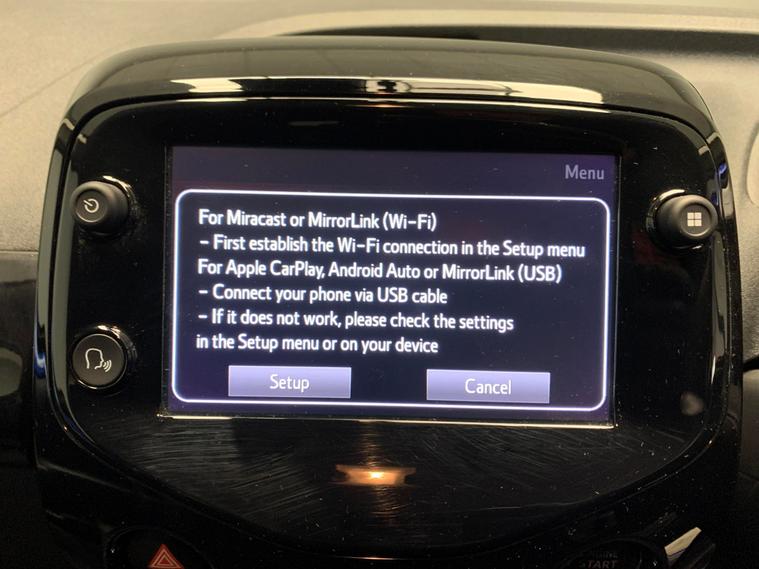 Menu
For Miracast or MirrorLink (Wi-Fi)
- First establish the Wi-Fi connection in the Setup menu
For Apple CarPlay, Android Auto or MirrorLink (USB)
- Connect your phone via USB cable
- If it does not work, please check the settings
in the Setup menu or on your device
Setup
Cancel
ENGINE
START